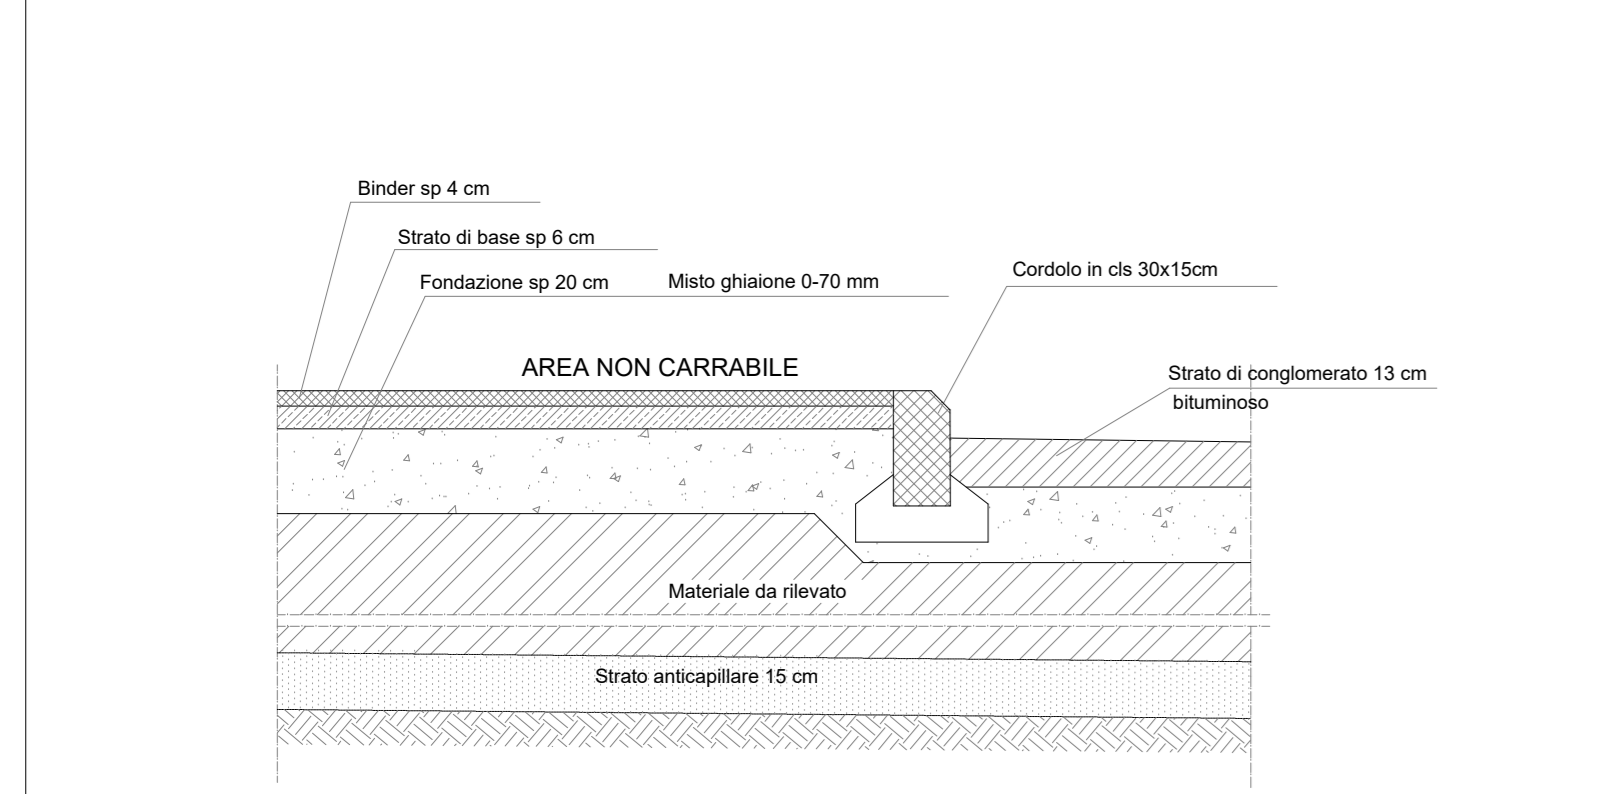 Binder sp 4 cm
Strato di base sp 6 cm
Fondazione sp 20 cm Misto ghiaione 0-70 mm
Cordolo in cls 30x15cm
AREA NON CARRABILE
Strato di conglomerato 13 cm
bituminoso
Materiale da rilevato
Strato anticapillare 15 cm